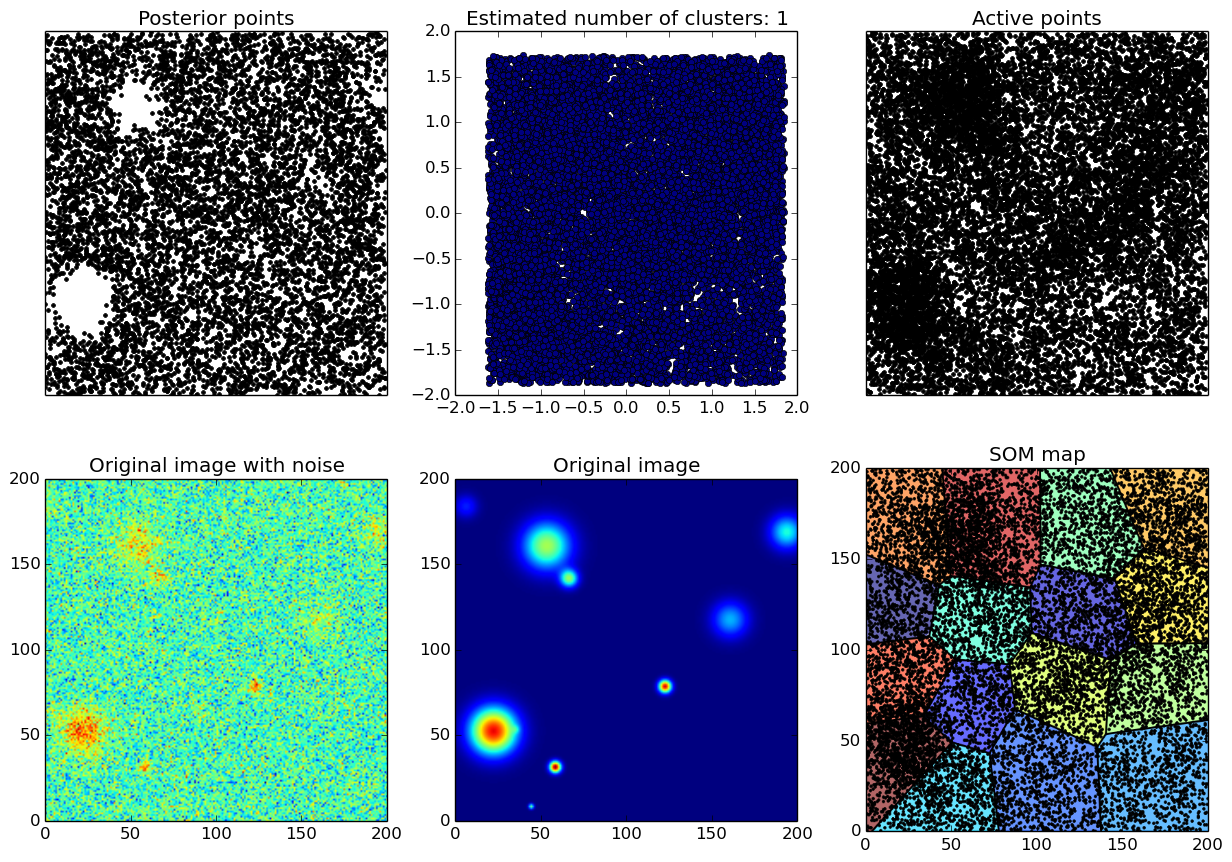 Posterior points
Estimated number of clusters: 1
Active points
2.0
1.5
1.0
0.5
0.0
−0.5
−1.0
−1.5
−2.0
−2.0 −1.5 −1.0 −0.5 0.0 0.5 1.0 1.5 2.0
Original image with noise
Original image
SOM map
200
150
100
50
0
0 50 100 150 200
200
150
100
50
0
0 50 100 150 200
200
150
100
50
0
0 50 100 150 200